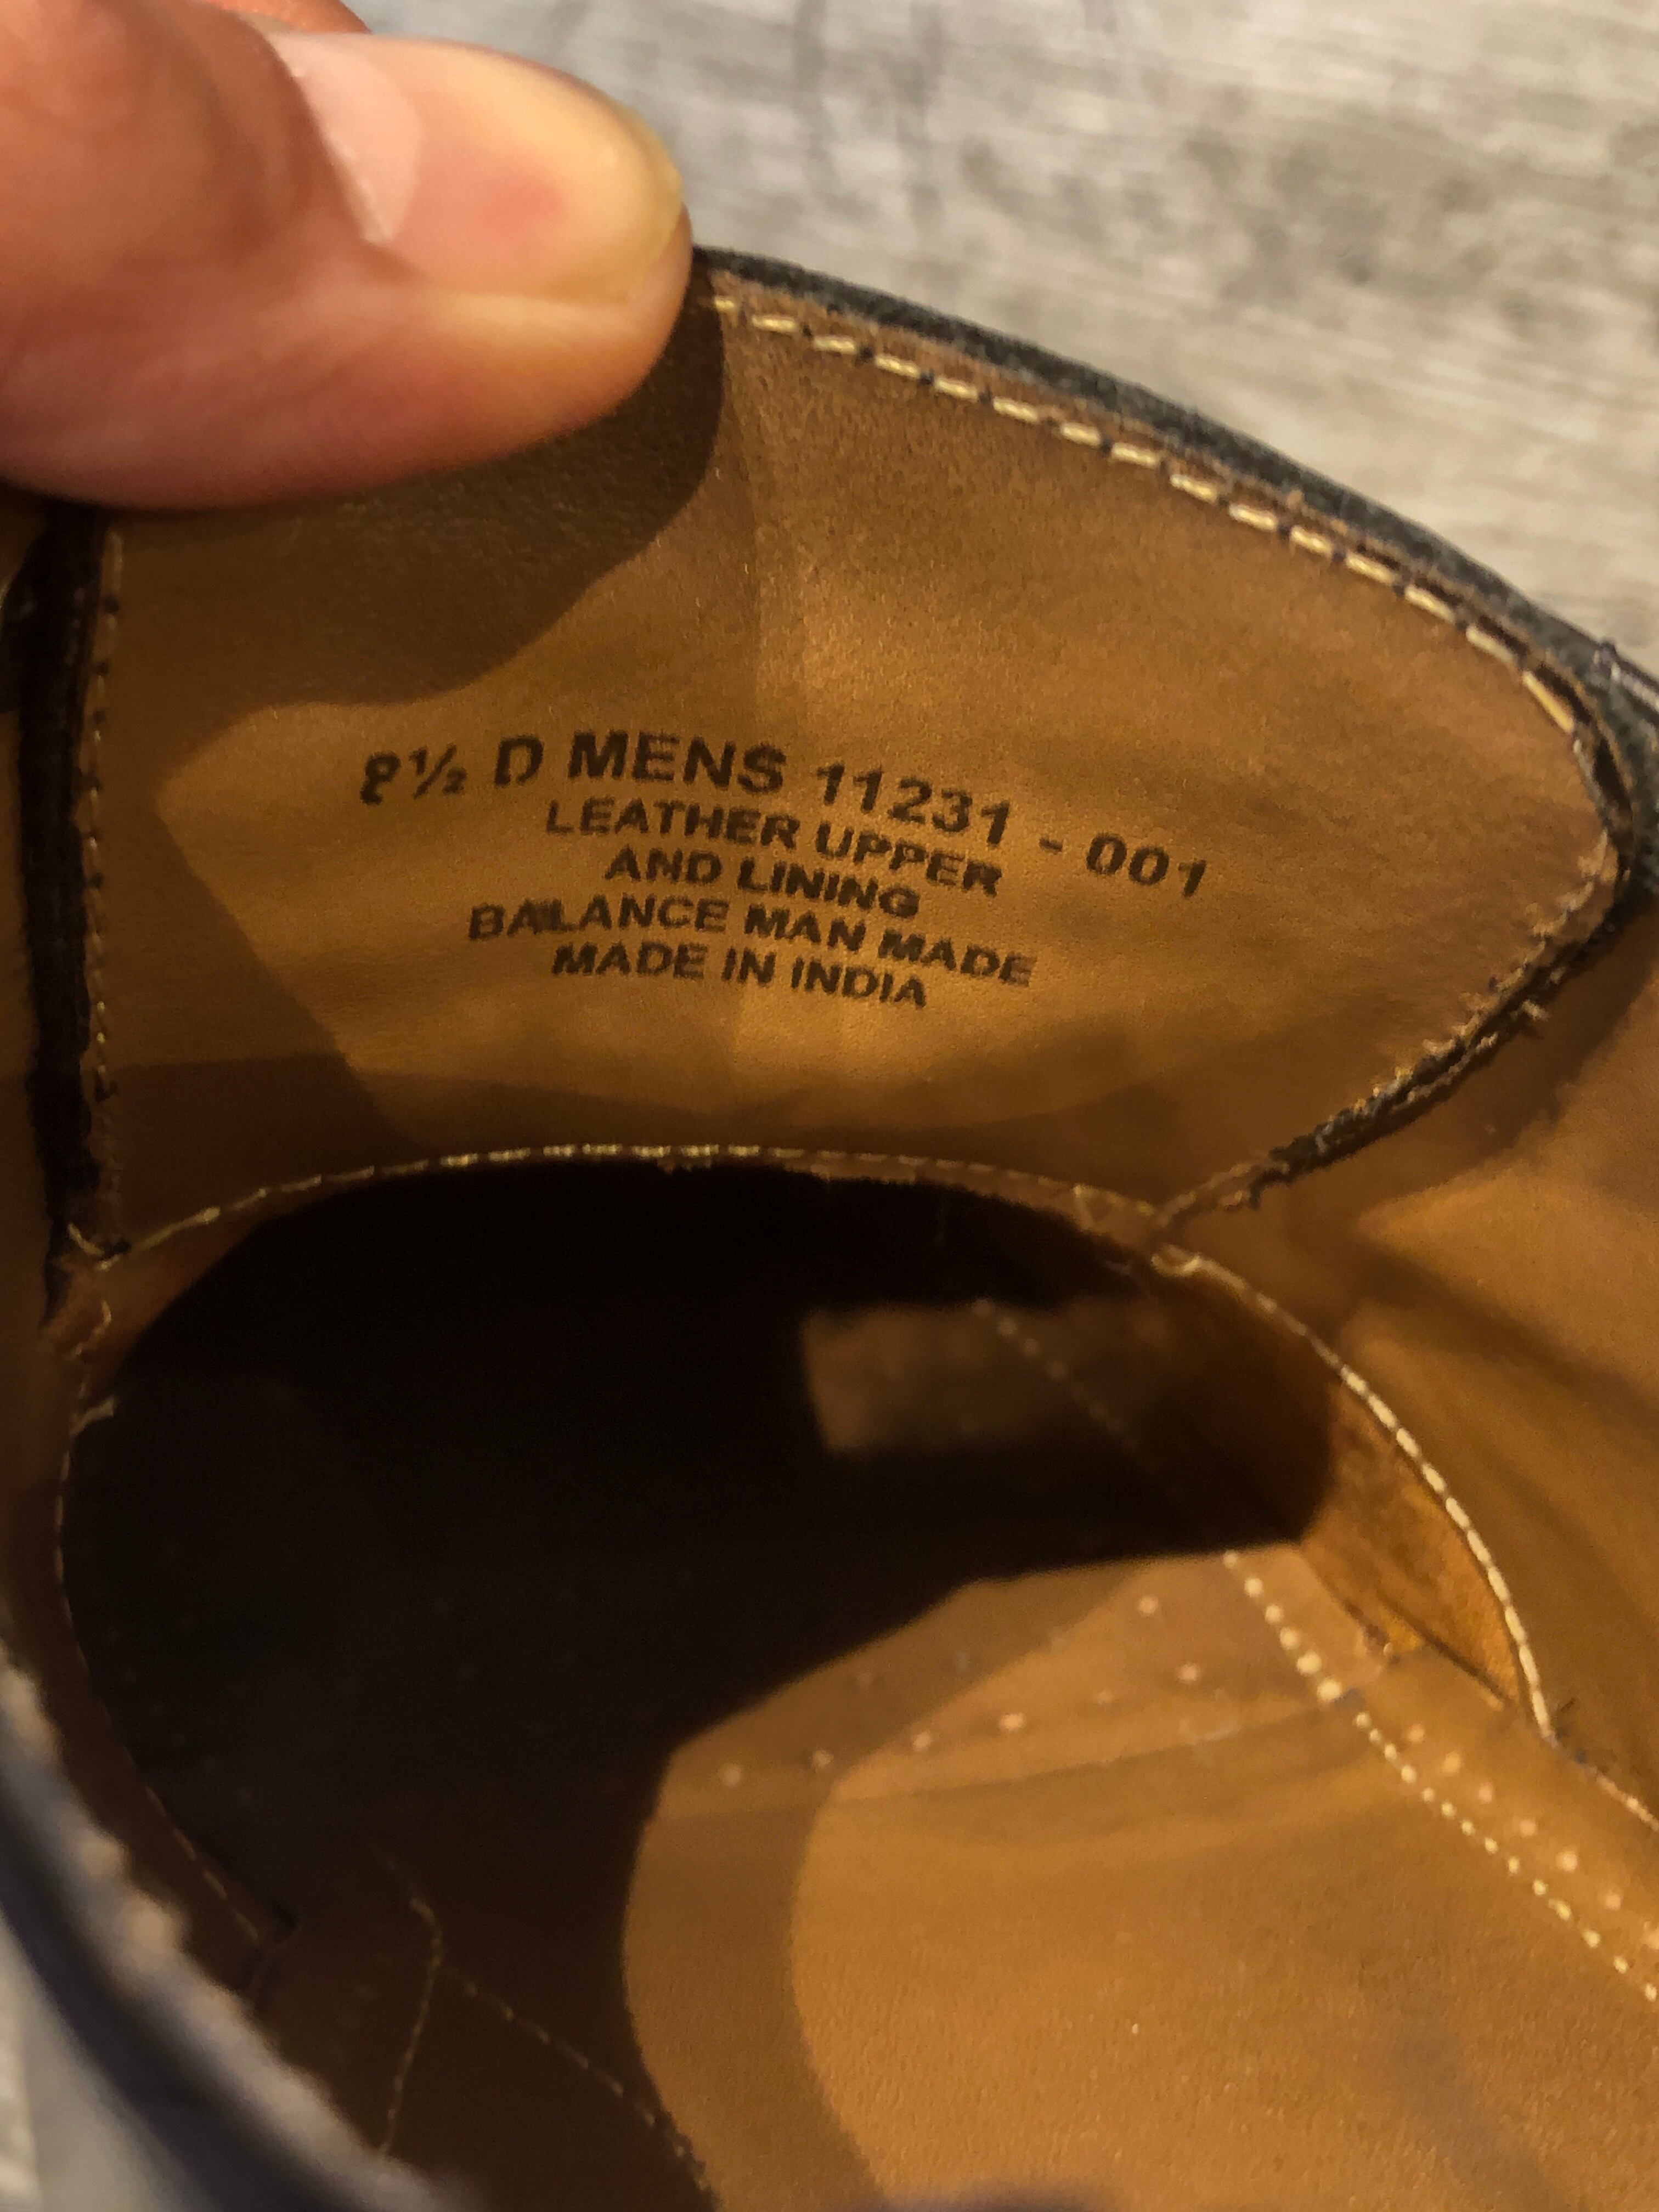 8½ D MENS 11231 - 001
LEATHER UPPER
AND LINING
BALANCE MAN MADE
MADE IN INDIA